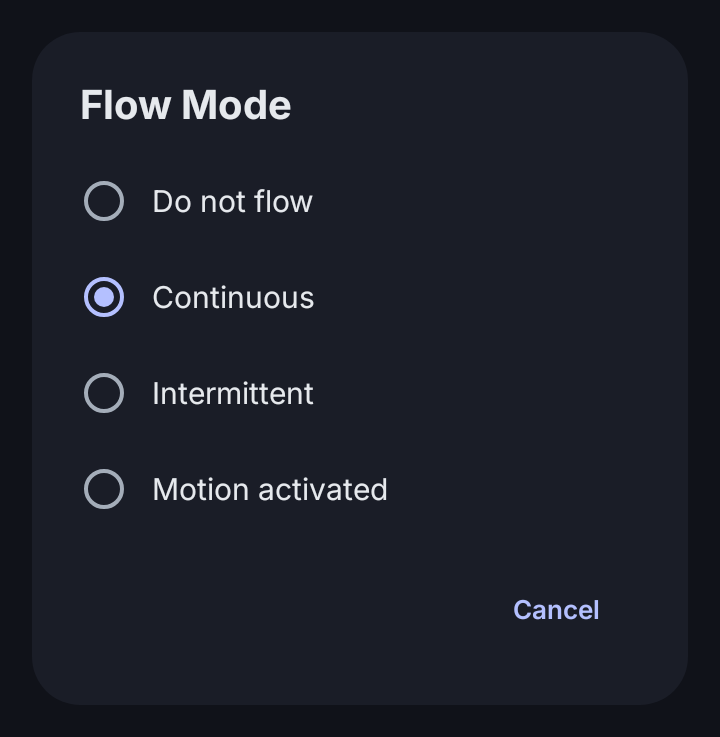 Flow Mode
Do not flow
Continuous
Intermittent
Motion activated
Cancel